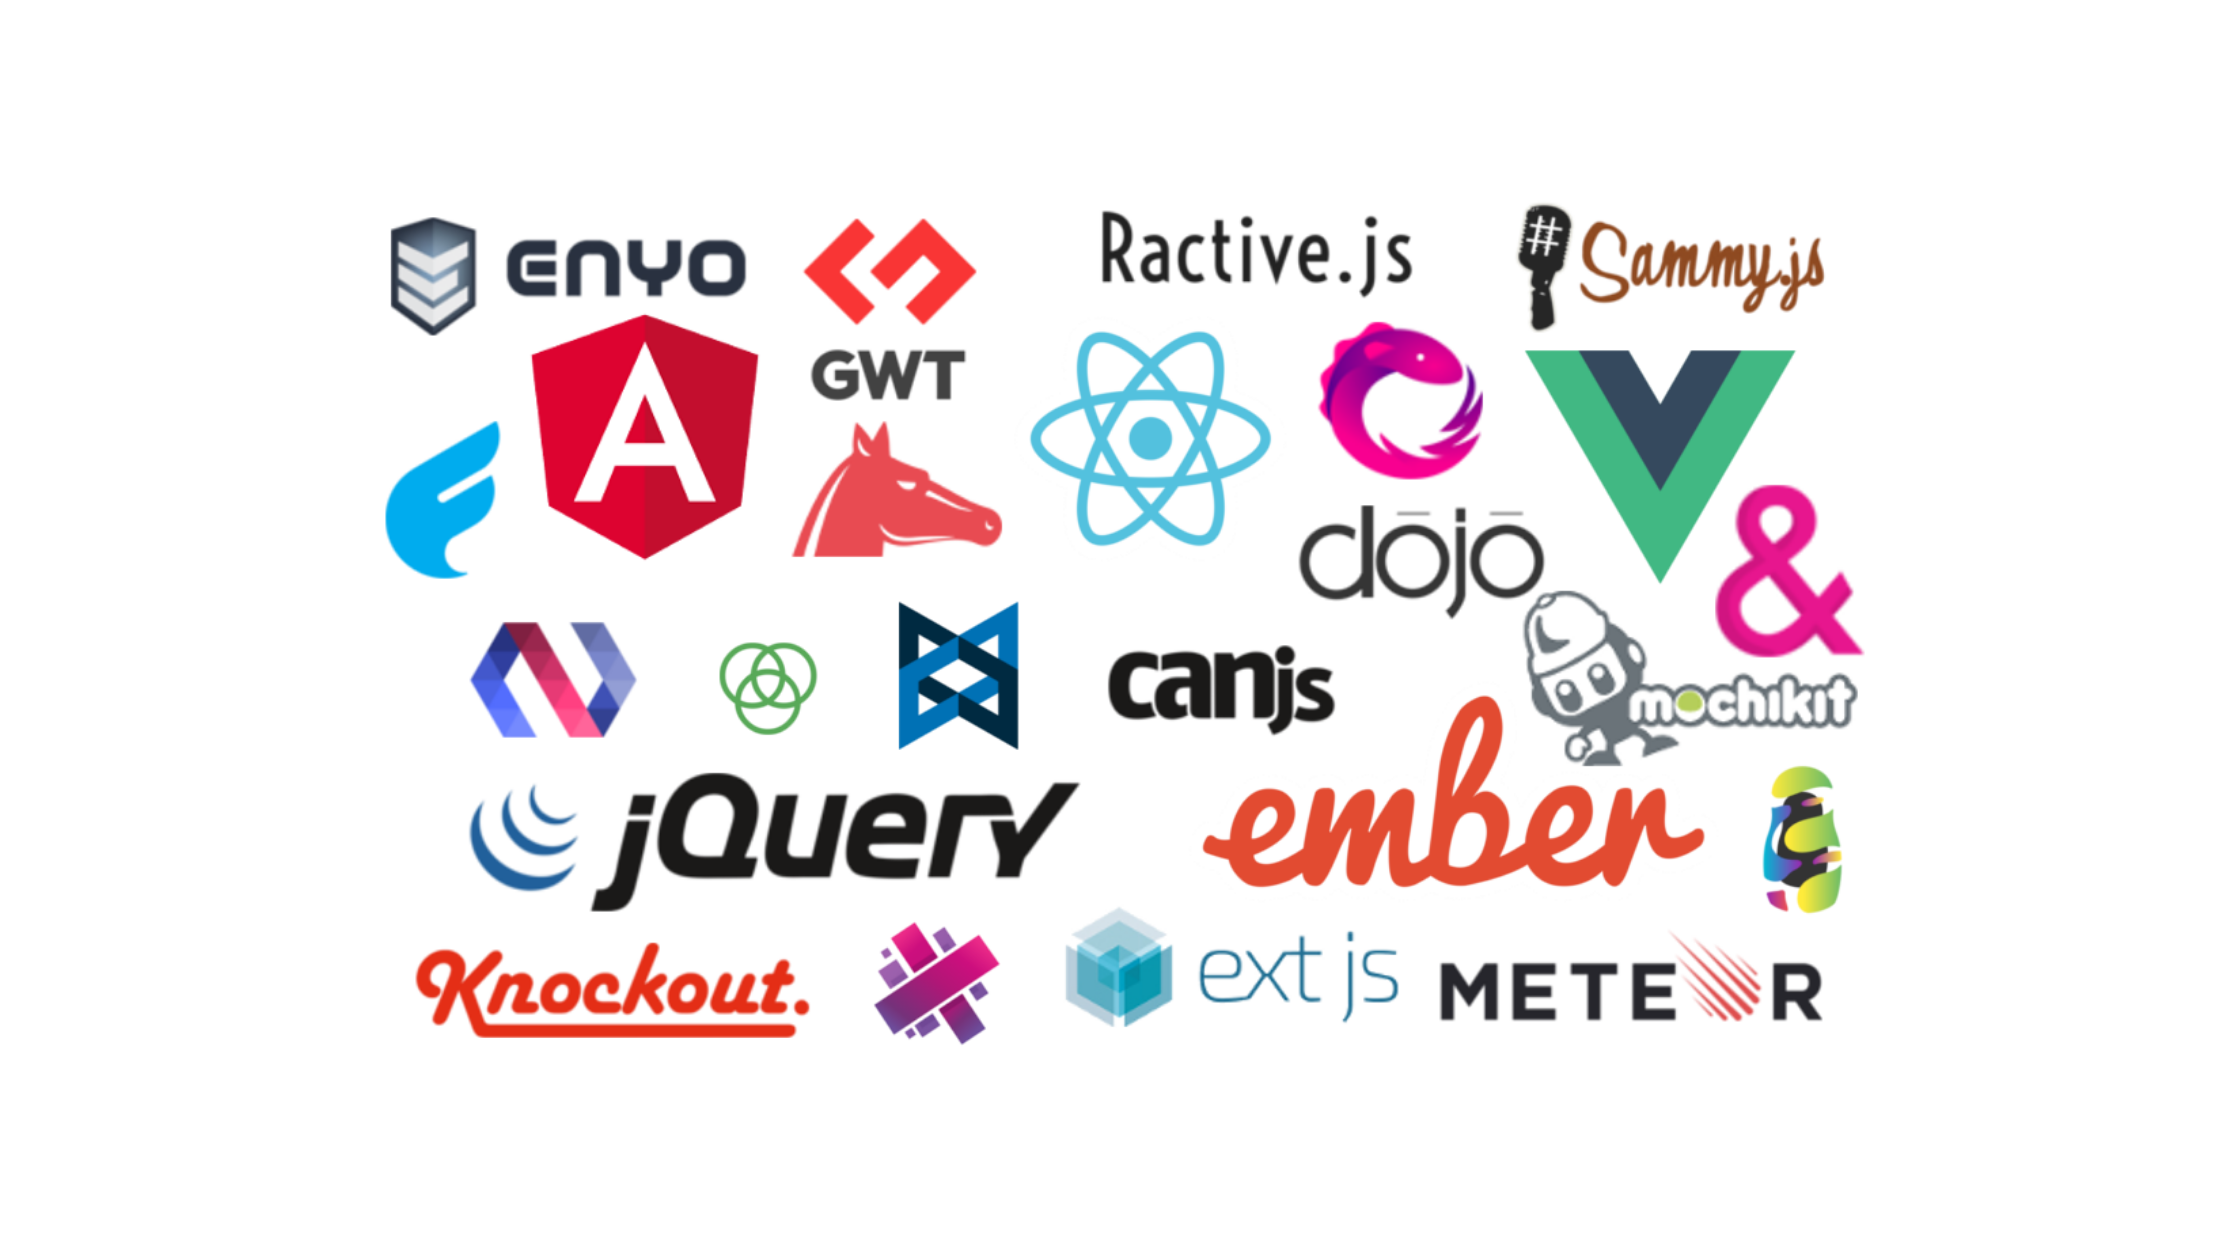 enyo
Ractive.js
Sammy.js
GWT
A
dojo
&
canjs
mochikit
jQuery
ember
Knockout.
ext js
METEOR